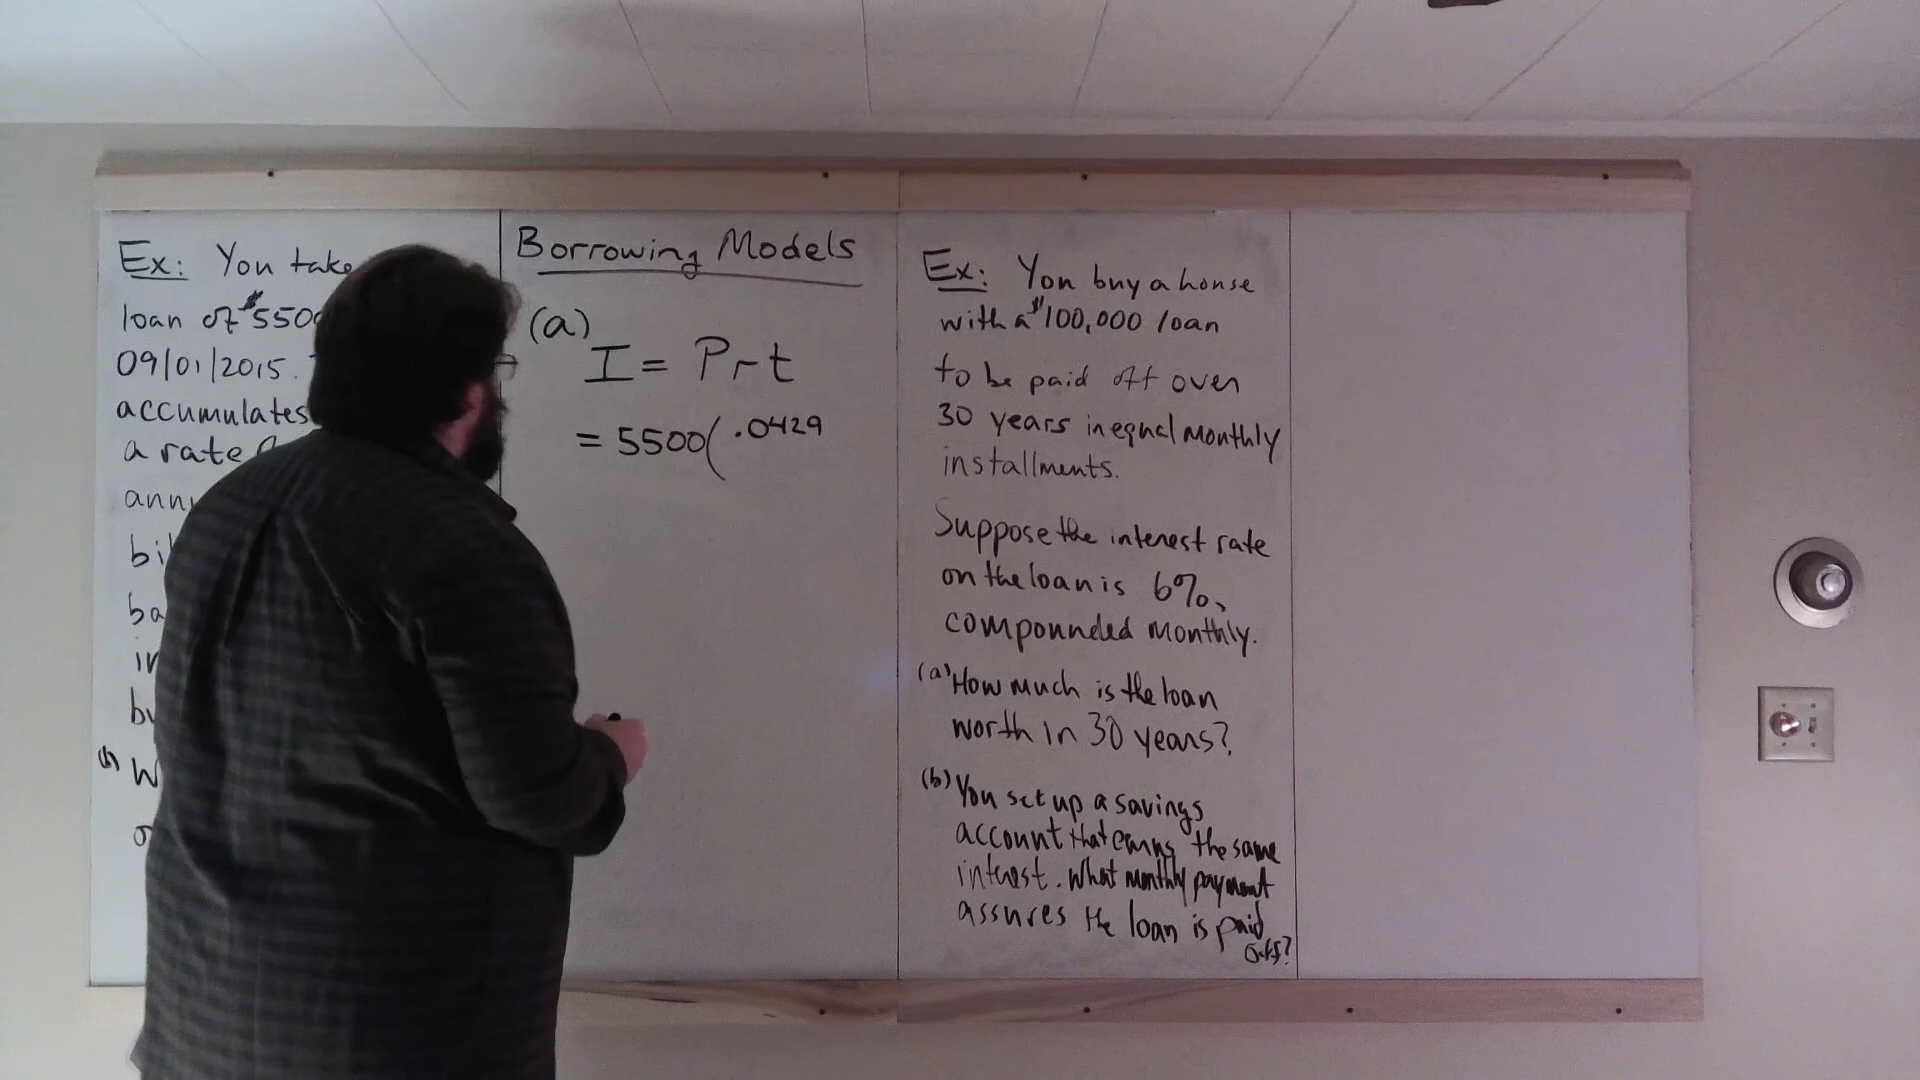 Ex: You take
loan of $550
09/01/2015.
accumulates
a rate
ann
bi
ba
in
bu
W
Borrowing Models
(a)
I = Prt
= 5500( .0429
Ex: You buy a house
with a $100,000 loan
to be paid off over
30 years in equal monthly
installments.
Suppose the interest rate
on the loan is 6%,
compounded monthly.
(a) How much is the loan
worth in 30 years?
(b) You set up a savings
account that earns the same
interest. What monthly payment
assures the loan is paid
off?